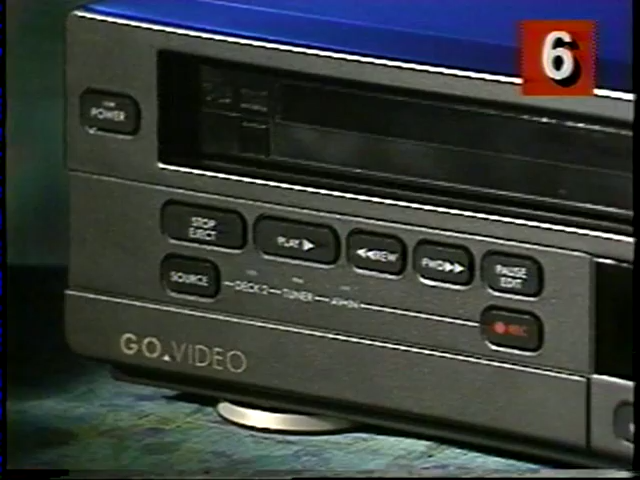 6
POWER
STOP
EJECT
PLAY
REW
FWD
PAUSE
EDIT
SOURCE
DECK 2
TUNER
REC
GO VIDEO